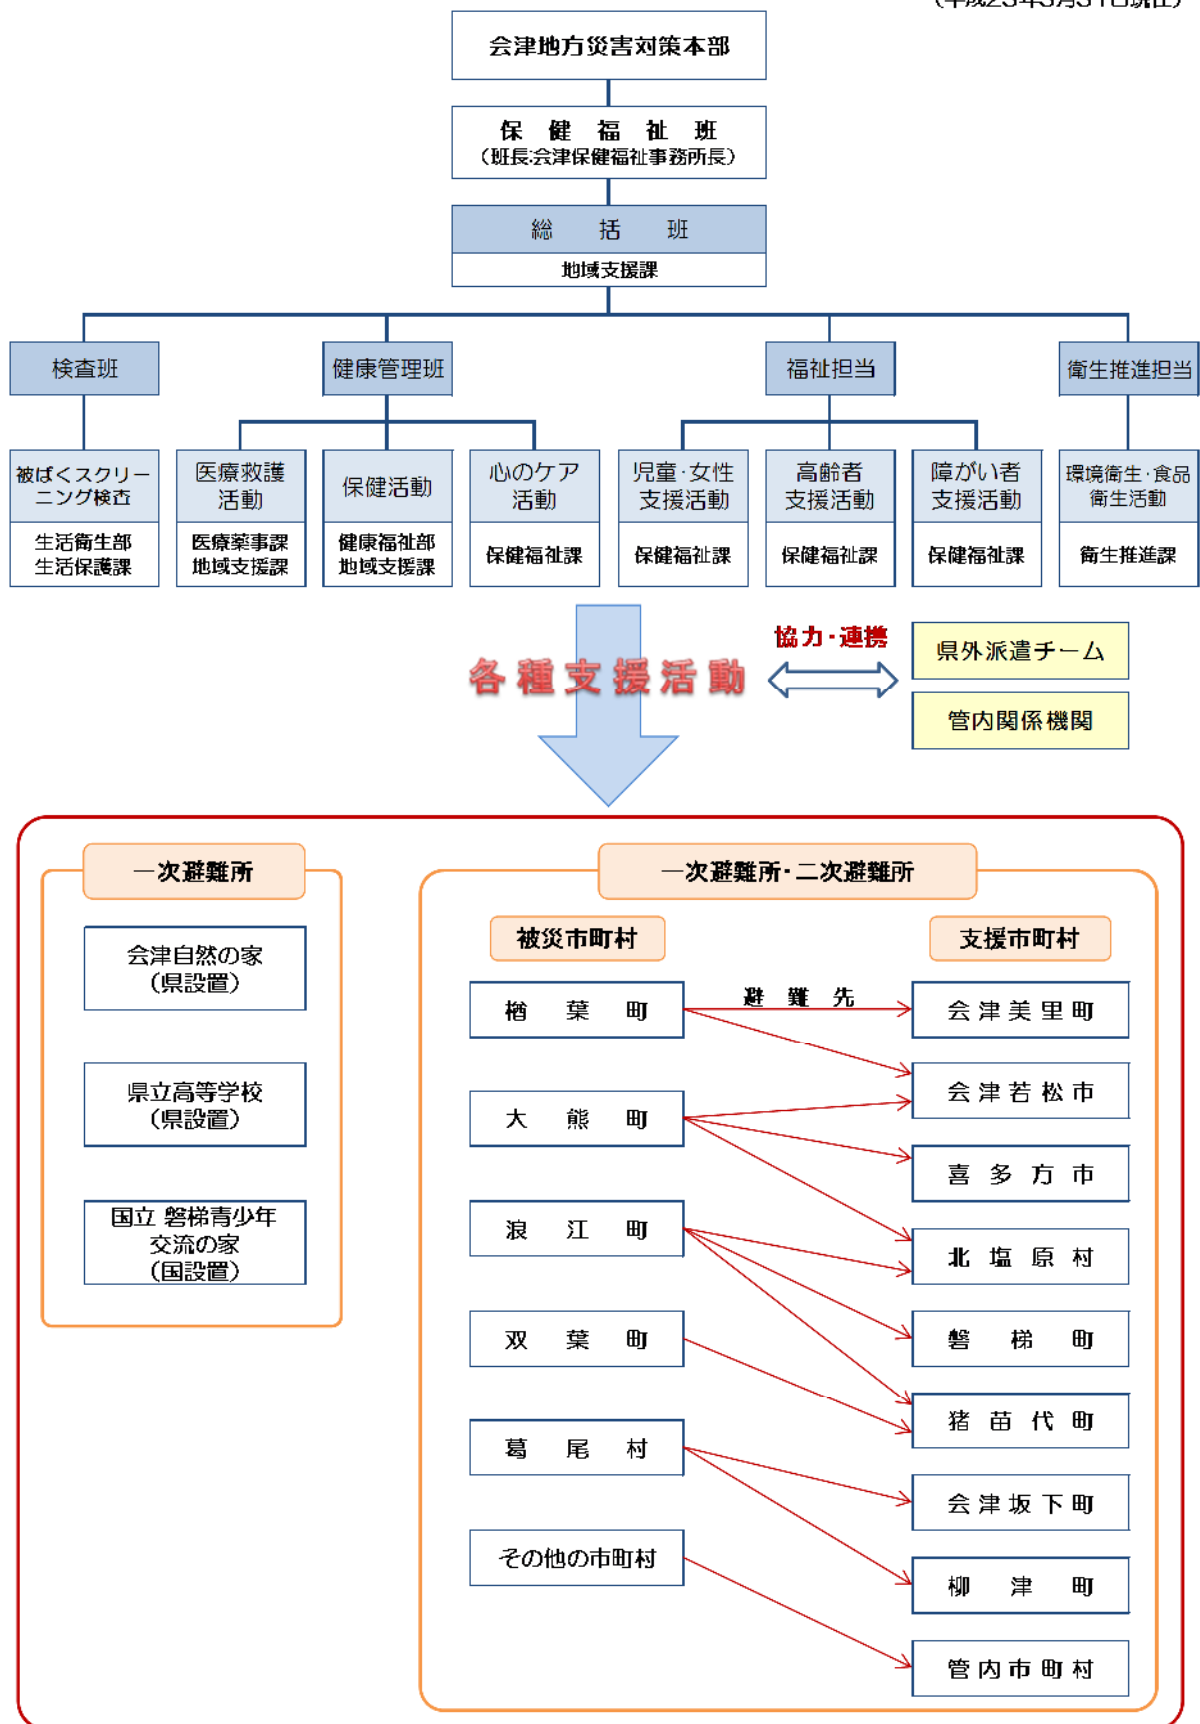 (平成23年3月31日現在)
会津地方災害対策本部
保健福祉班
(班長:会津保健福祉事務所長)
総括班
地域支援課
検査班
健康管理班
福祉担当
衛生推進担当
被ばくスクリー
ニング検査
生活衛生部
生活保護課
医療救護
活動
医療薬事課
地域支援課
保健活動
健康福祉部
地域支援課
心のケア
活動
保健福祉課
児童・女性
支援活動
保健福祉課
高齢者
支援活動
保健福祉課
障がい者
支援活動
保健福祉課
環境衛生・食品
衛生活動
衛生推進課
各種支援活動
協力・連携
県外派遣チーム
管内関係機関
一次避難所
会津自然の家
(県設置)
県立高等学校
(県設置)
国立 磐梯青少年
交流の家
(国設置)
一次避難所・二次避難所
被災市町村
支援市町村
避難先
楢葉町
会津美里町
会津若松市
大熊町
喜多方市
浪江町
北塩原村
双葉町
磐梯町
猪苗代町
葛尾村
会津坂下町
その他の市町村
柳津町
管内市町村